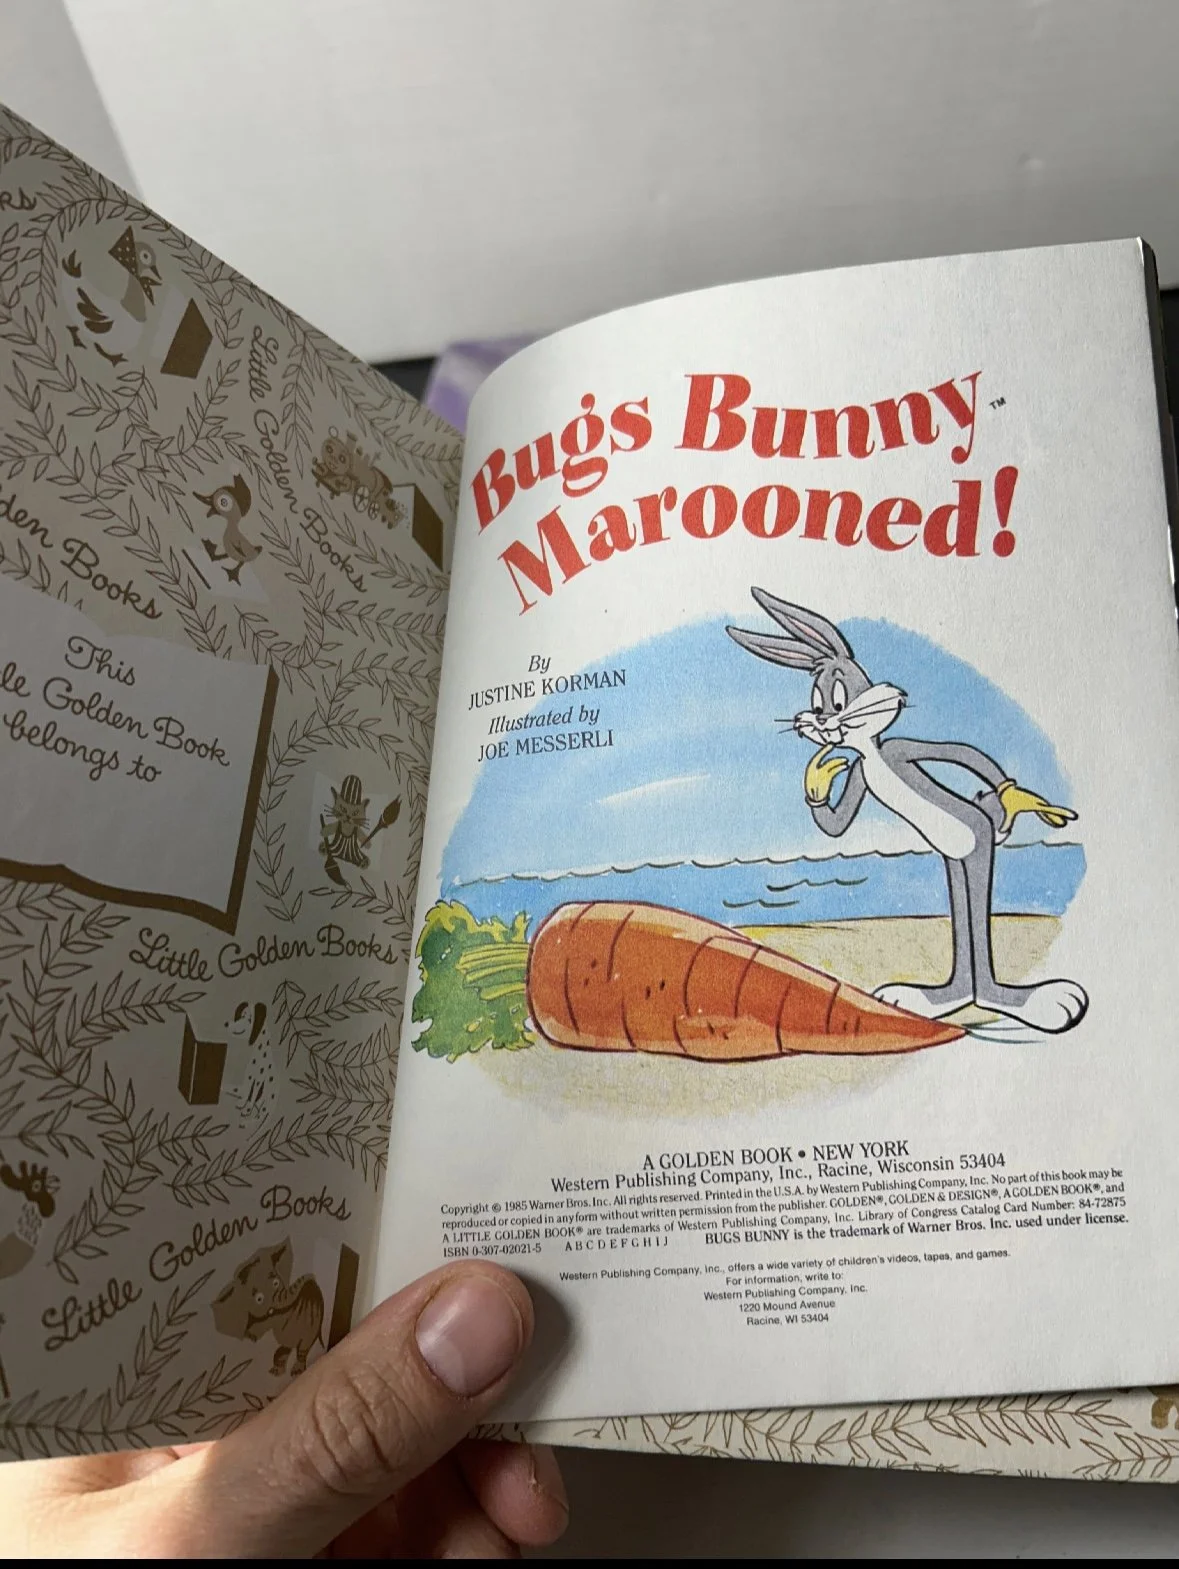 RS
Little Golden Books
den Books
This
le Golden Book
belongs to
Little Golden Books
Little Golden Books
Bugs Bunny™
Marooned!
By
JUSTINE KORMAN
Illustrated by
JOE MESSERLI
A GOLDEN BOOK • NEW YORK
Western Publishing Company, Inc., Racine, Wisconsin 53404
Copyright © 1985 Warner Bros. Inc. All rights reserved. Printed in the U.S.A. by Western Publishing Company, Inc. No part of this book may be
reproduced or copied in any form without written permission from the publisher. GOLDEN®, GOLDEN & DESIGN®, A GOLDEN BOOK®, and
A LITTLE GOLDEN BOOK® are trademarks of Western Publishing Company, Inc. Library of Congress Catalog Card Number: 84-72875
ISBN 0-307-02021-5 A B C D E F G H I J BUGS BUNNY is the trademark of Warner Bros. Inc. used under license.
Western Publishing Company, Inc., offers a wide variety of children's videos, tapes, and games.
For information, write to:
Western Publishing Company, Inc.
1220 Mound Avenue
Racine, WI 53404